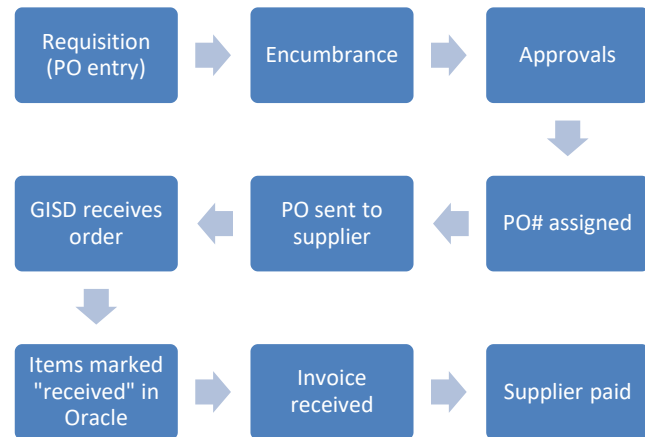 Requisition
(PO entry)
Encumbrance
Approvals
PO# assigned
PO sent to
supplier
GISD receives
order
Items marked
"received" in
Oracle
Invoice
received
Supplier paid